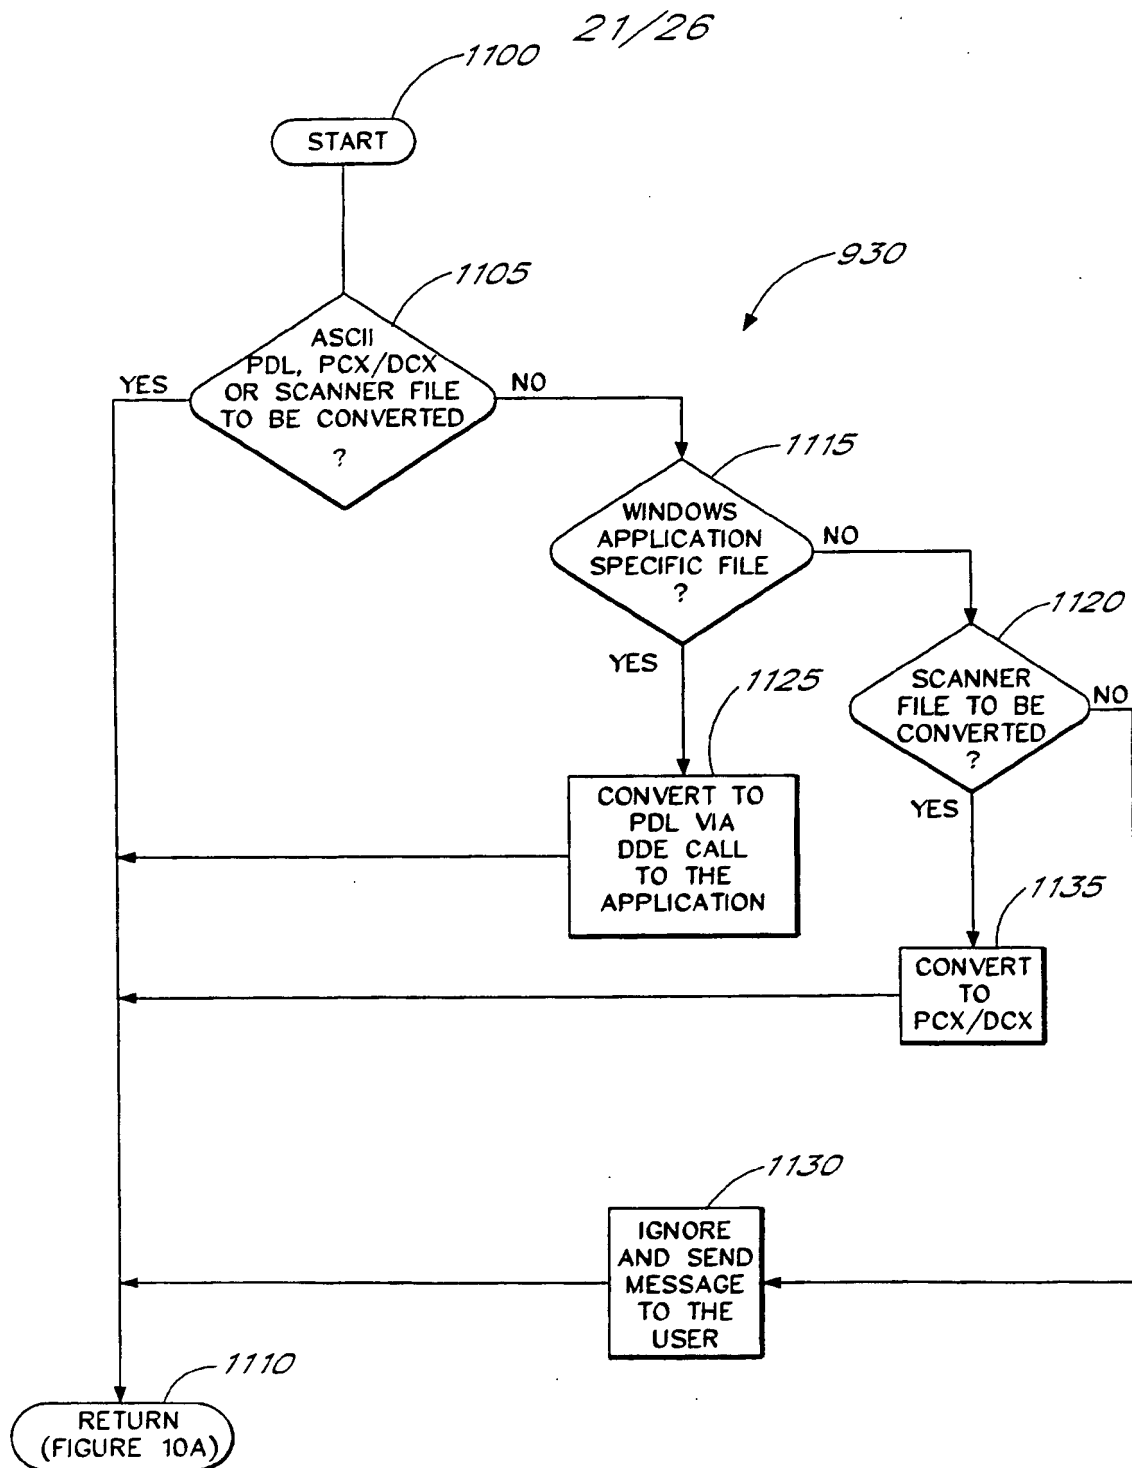 21/26
1100
START
930
1105
ASCII
PDL, PCX/DCX
OR SCANNER FILE
TO BE CONVERTED
?
YES
NO
1115
WINDOWS
APPLICATION
SPECIFIC FILE
?
NO
YES
1120
SCANNER
FILE TO BE
CONVERTED
?
NO
YES
1125
CONVERT TO
PDL VIA
DDE CALL
TO THE
APPLICATION
1135
CONVERT
TO
PCX/DCX
1130
IGNORE
AND SEND
MESSAGE
TO THE
USER
1110
RETURN
(FIGURE 10A)